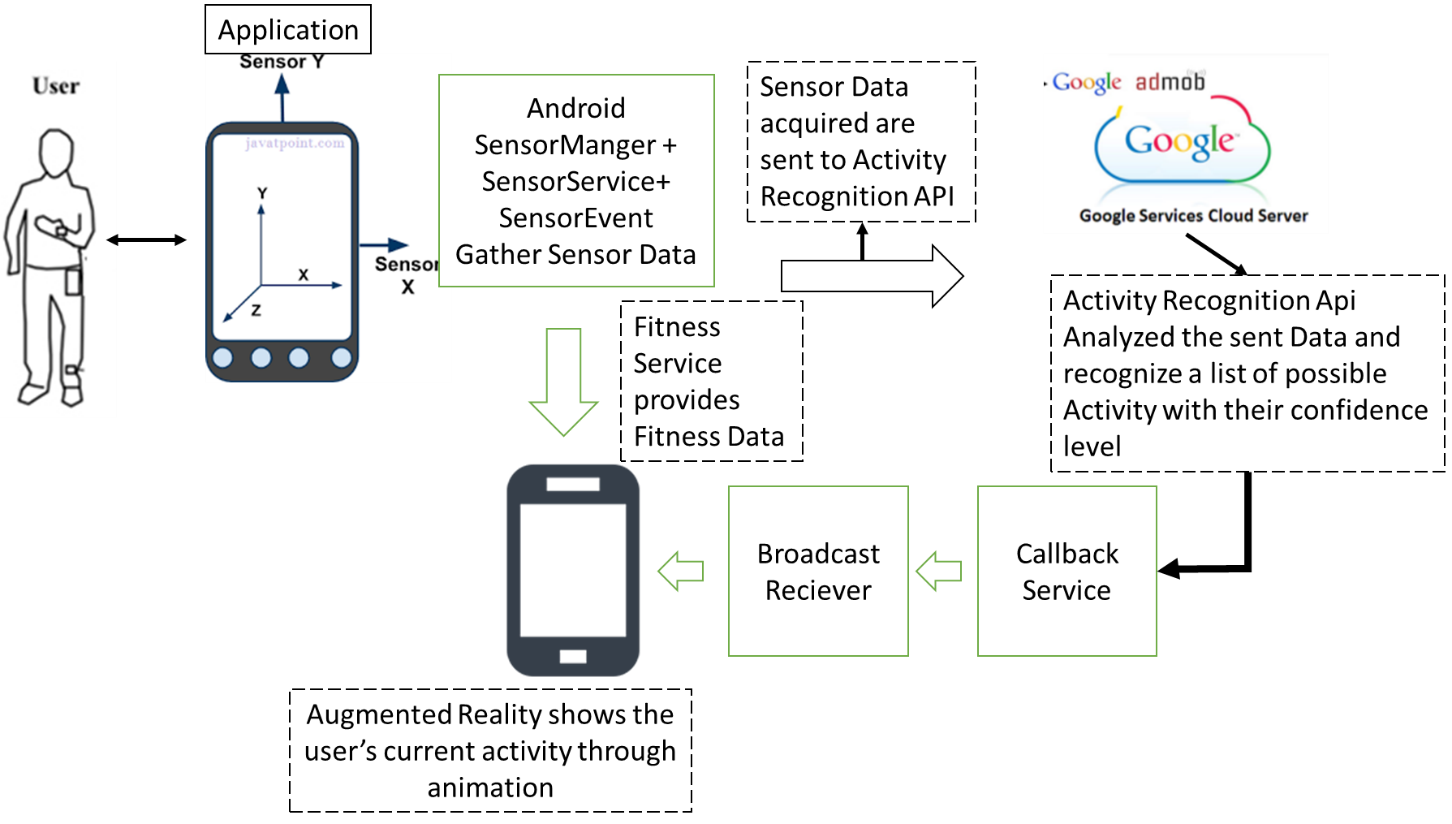 Application
User
Sensor Y
javatpoint.com
Y
X
Z
Sensor
X
Android
SensorManger +
SensorService+
SensorEvent
Gather Sensor Data
Sensor Data
acquired are
sent to Activity
Recognition API
Google admob
Google
Google Services Cloud Server
Activity Recognition Api
Analyzed the sent Data and
recognize a list of possible
Activity with their confidence
level
Fitness
Service
provides
Fitness Data
Broadcast
Reciever
Callback
Service
Augmented Reality shows the
user’s current activity through
animation